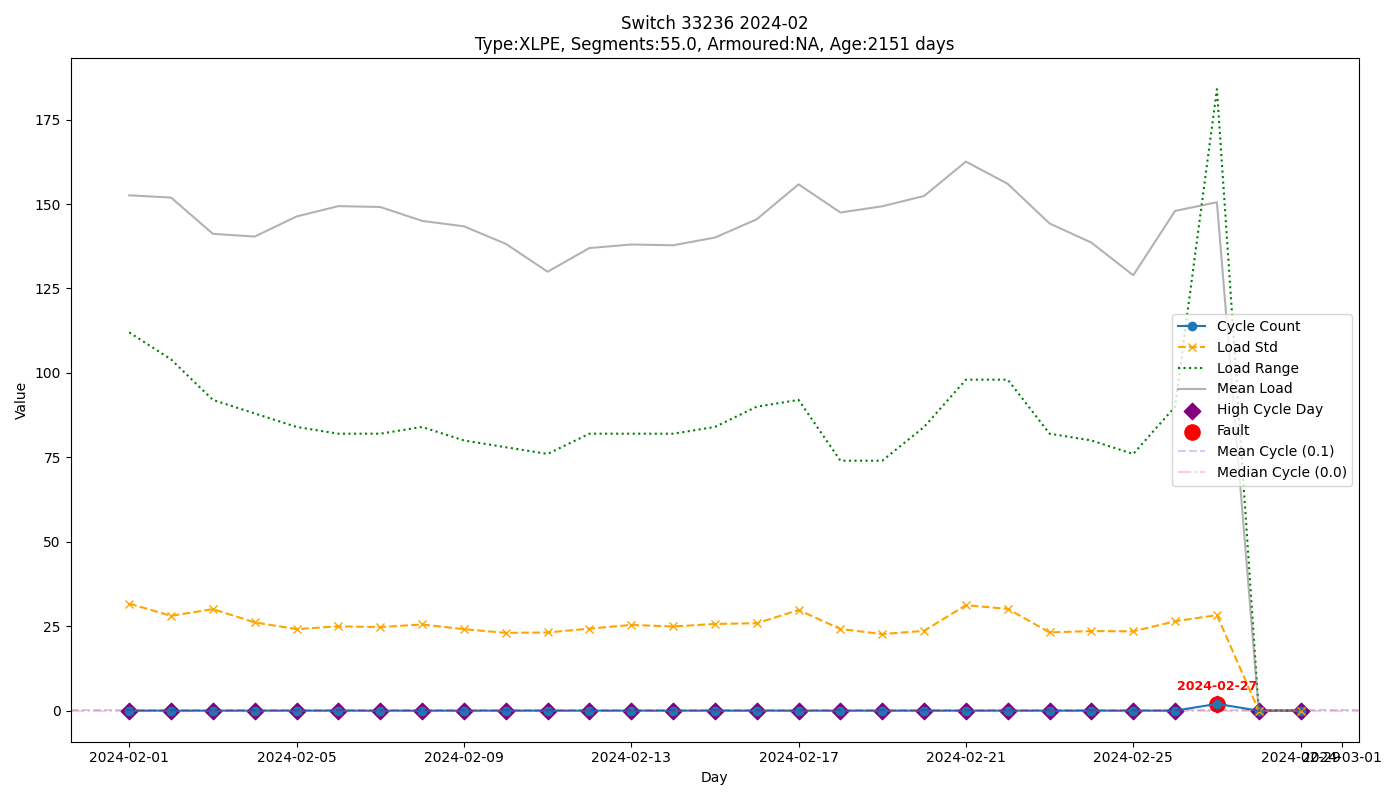 Switch 33236 2024-02
Type:XLPE, Segments:55.0, Armoured:NA, Age:2151 days
Value
175
150
125
100
75
50
25
0
Cycle Count
Load Std
Load Range
Mean Load
High Cycle Day
Fault
Mean Cycle (0.1)
Median Cycle (0.0)
2024-02-27
2024-02-01
2024-02-05
2024-02-09
2024-02-13
2024-02-17
2024-02-21
2024-02-25
2024-02-29
2024-03-01
Day